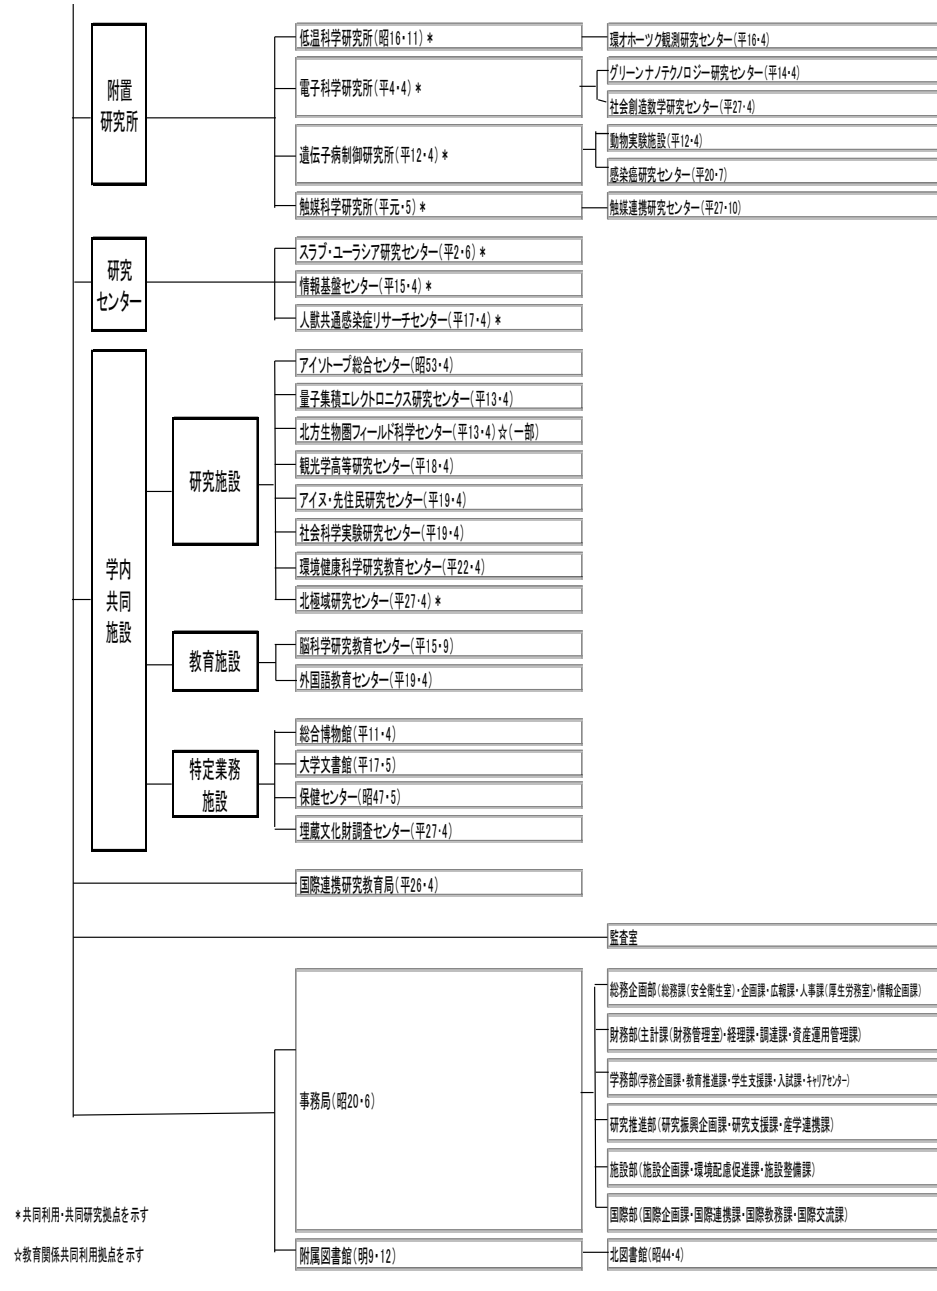 附置
研究所
低温科学研究所(昭16・11)*
環オホーツク観測研究センター(平16・4)
電子科学研究所(平4・4)*
グリーンナノテクノロジー研究センター(平14・4)
社会創造数学研究センター(平27・4)
遺伝子病制御研究所(平12・4)*
動物実験施設(平12・4)
感染癌研究センター(平20・7)
触媒科学研究所(平元・5)*
触媒連携研究センター(平27・10)
研究
センター
スラブ・ユーラシア研究センター(平2・6)*
情報基盤センター(平15・4)*
人獣共通感染症リサーチセンター(平17・4)*
学内
共同
施設
研究施設
アイソトープ総合センター(昭53・4)
量子集積エレクトロニクス研究センター(平13・4)
北方生物圏フィールド科学センター(平13・4)☆(一部)
観光学高等研究センター(平18・4)
アイヌ・先住民研究センター(平19・4)
社会科学実験研究センター(平19・4)
環境健康科学研究教育センター(平22・4)
北極域研究センター(平27・4)*
教育施設
脳科学研究教育センター(平15・9)
外国語教育センター(平19・4)
特定業務
施設
総合博物館(平11・4)
大学文書館(平17・5)
保健センター(昭47・5)
埋蔵文化財調査センター(平27・4)
国際連携研究教育局(平26・4)
監査室
事務局(昭20・6)
総務企画部(総務課(安全衛生室)・企画課・広報課・人事課(厚生労務室)・情報企画課)
財務部(主計課(財務管理室)・経理課・調達課・資産運用管理課)
学務部(学務企画課・教育推進課・学生支援課・入試課・キャリアセンター)
研究推進部(研究振興企画課・研究支援課・産学連携課)
施設部(施設企画課・環境配慮促進課・施設整備課)
国際部(国際企画課・国際連携課・国際教務課・国際交流課)
附属図書館(明9・12)
北図書館(昭44・4)
*共同利用・共同研究拠点を示す
☆教育関係共同利用拠点を示す